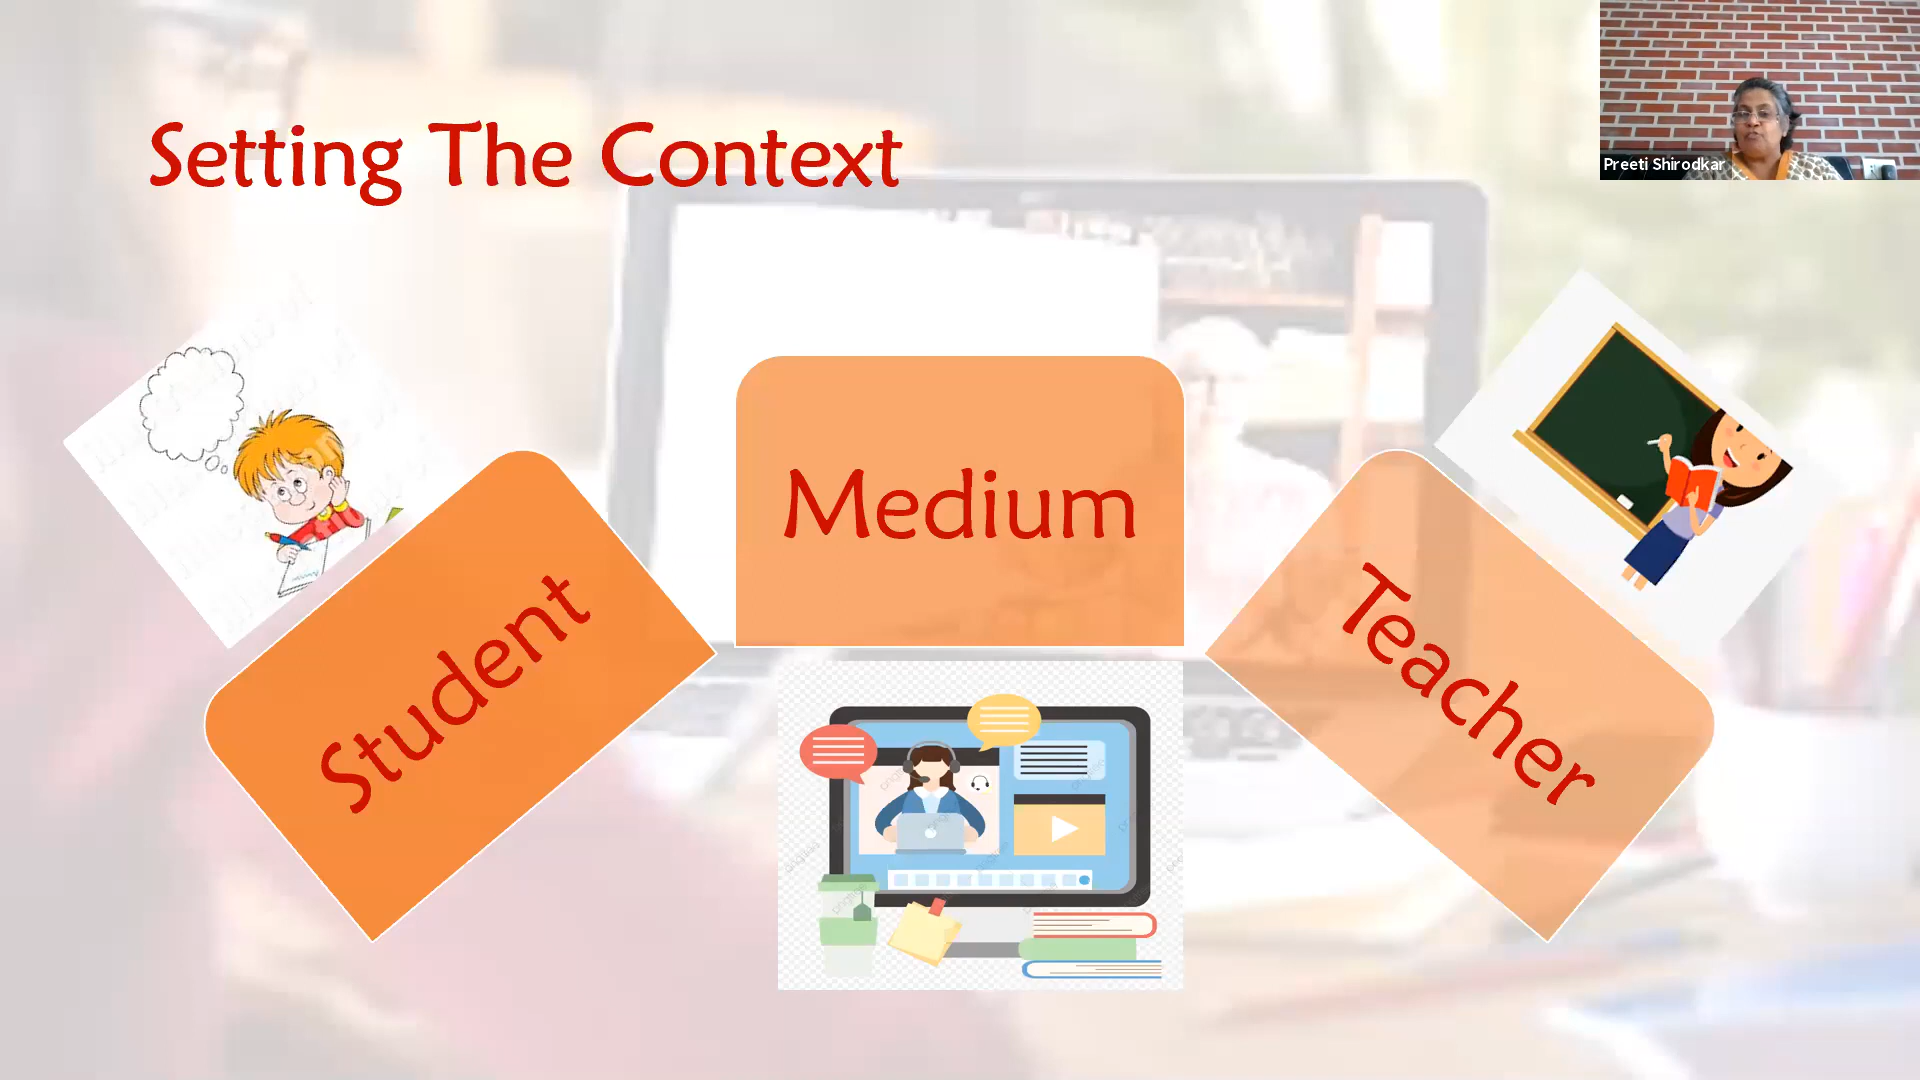 Setting The Context
Preeti Shirodkar
Student
Medium
Teacher